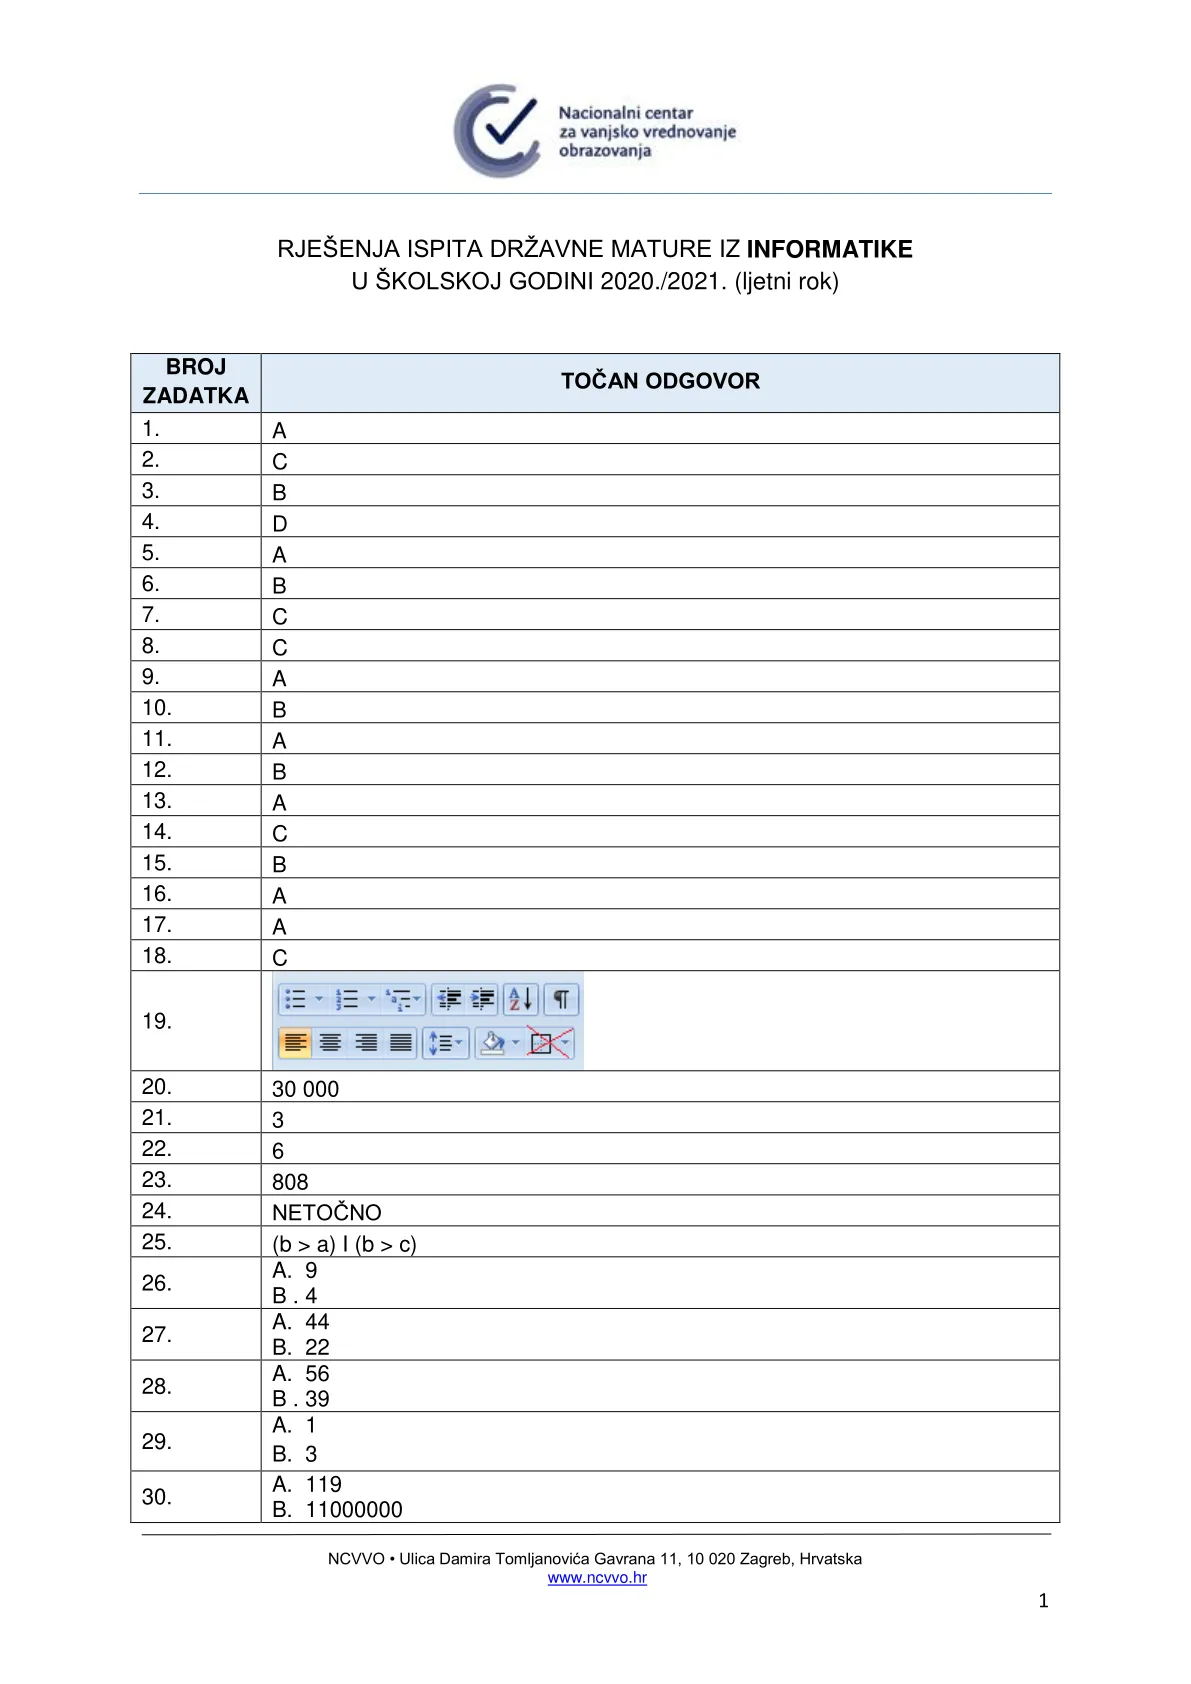 Nacionalni centar
za vanjsko vrednovanje
obrazovanja
RJEŠENJA ISPITA DRŽAVNE MATURE IZ INFORMATIKE
U ŠKOLSKOJ GODINI 2020./2021. (ljetni rok)
BROJ ZADATKA TOČAN ODGOVOR
1. A
2. C
3. B
4. D
5. A
6. B
7. C
8. C
9. A
10. B
11. A
12. B
13. A
14. C
15. B
16. A
17. A
18. C
19.
20. 30 000
21. 3
22. 6
23. 808
24. NETOČNO
25. (b > a) I (b > c)
26. A. 9
B . 4
27. A. 44
B. 22
28. A. 56
B . 39
29. A. 1
B. 3
30. A. 119
B. 11000000
NCVVO • Ulica Damira Tomljanovića Gavrana 11, 10 020 Zagreb, Hrvatska
www.ncvvo.hr
1